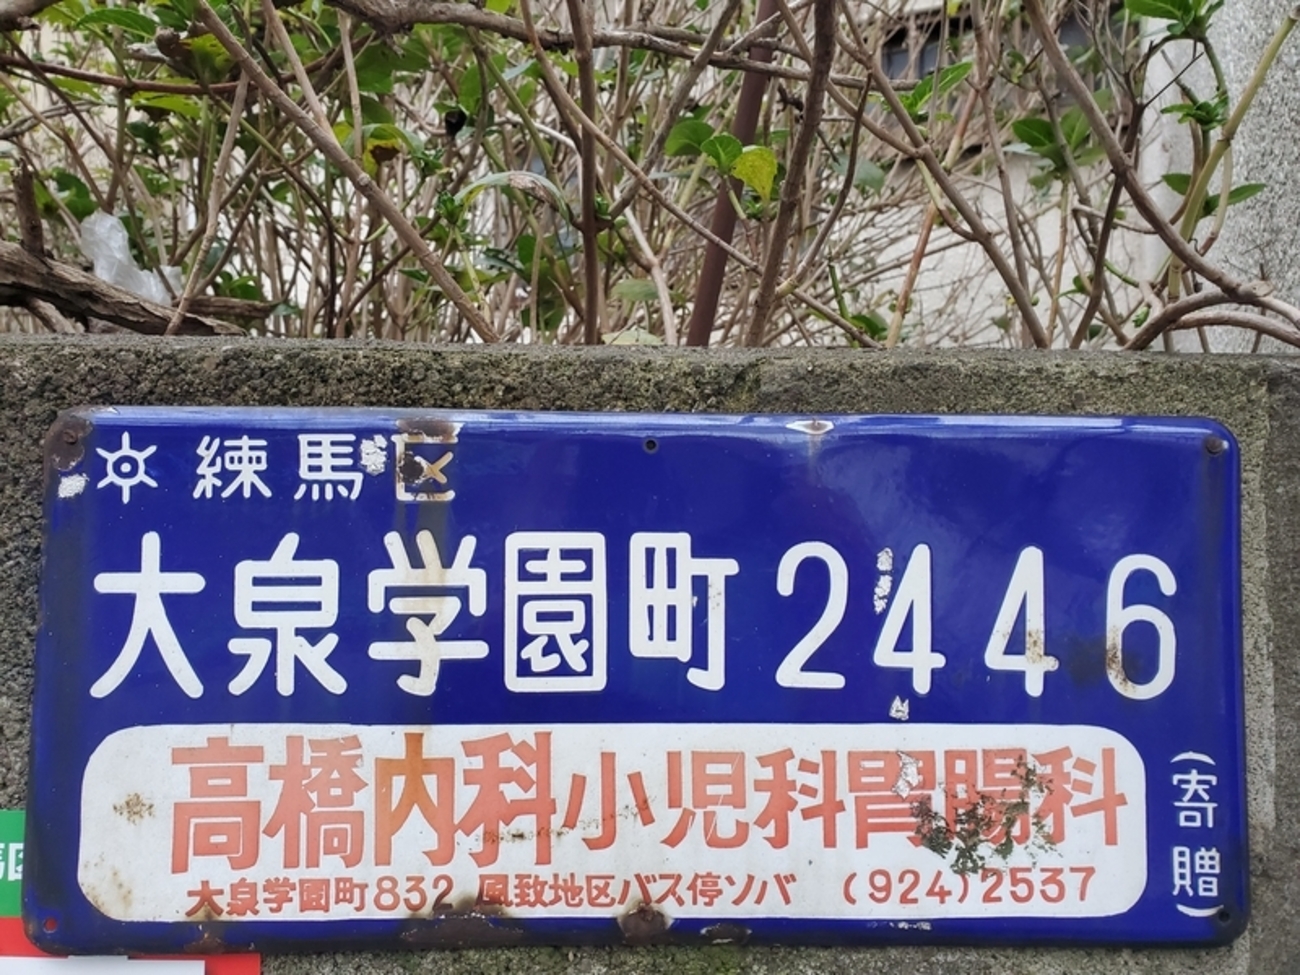 練馬区
大泉学園町2446
高橋内科小児科胃腸科
大泉学園町832 風致地区バス停ソバ (924)2537
(寄贈)